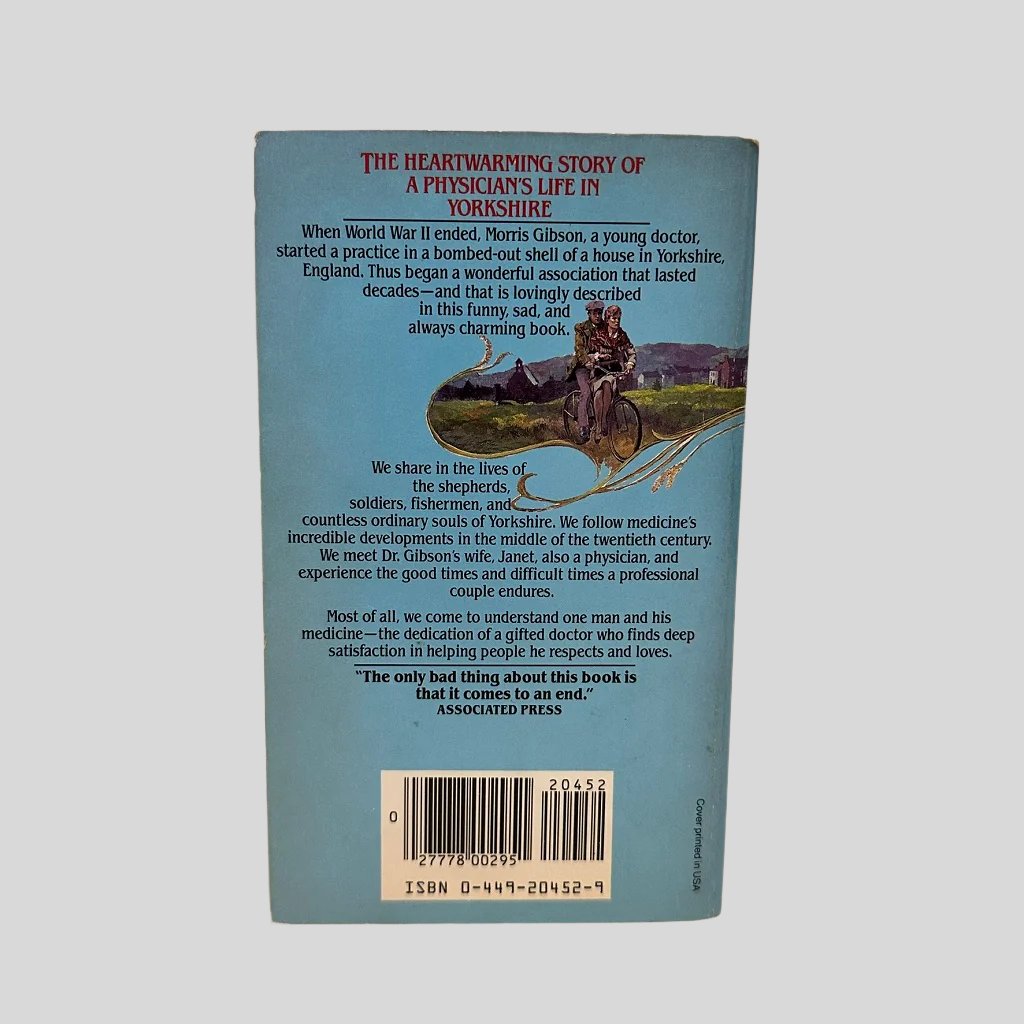 THE HEARTWARMING STORY OF
A PHYSICIAN'S LIFE IN
YORKSHIRE
When World War II ended, Morris Gibson, a young doctor,
started a practice in a bombed-out shell of a house in Yorkshire,
England. Thus began a wonderful association that lasted
decades—and that is lovingly described
in this funny, sad, and
always charming book.
We share in the lives of
the shepherds,
soldiers, fishermen, and
countless ordinary souls of Yorkshire. We follow medicine's
incredible developments in the middle of the twentieth century.
We meet Dr. Gibson's wife, Janet, also a physician, and
experience the good times and difficult times a professional
couple endures.
Most of all, we come to understand one man and his
medicine—the dedication of a gifted doctor who finds deep
satisfaction in helping people he respects and loves.
"The only bad thing about this book is
that it comes to an end."
ASSOCIATED PRESS
20452
0
27778 00295
ISBN 0-449-20452-9
Cover printed in USA